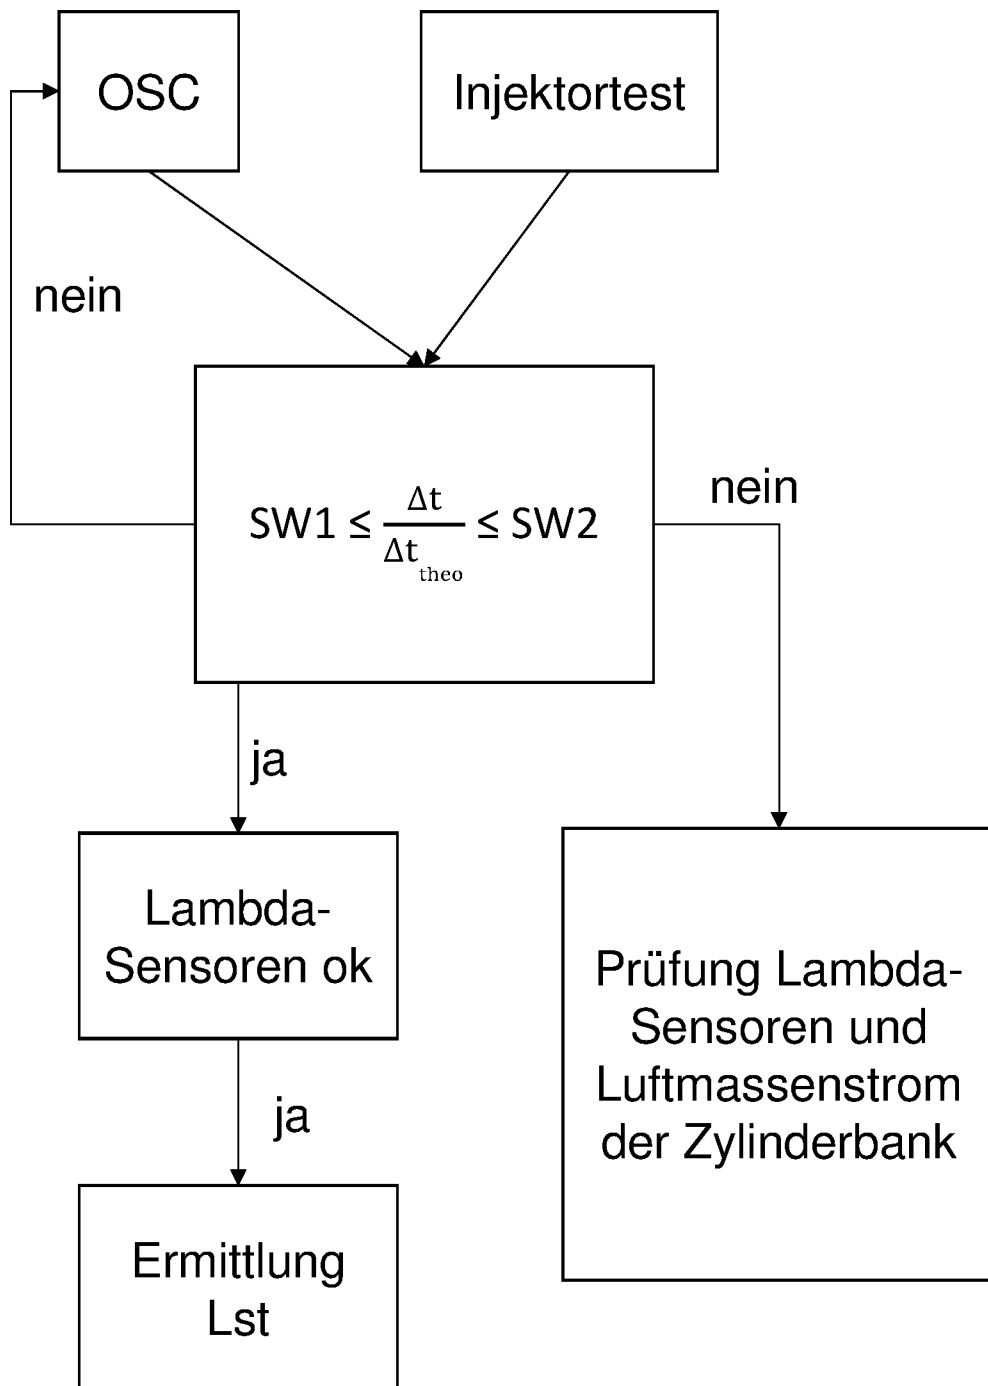 OSC
Injektortest
nein
nein
SW1 ≤ Δt/Δt_theo ≤ SW2
ja
Lambda-
Sensoren ok
Prüfung Lambda-
Sensoren und
Luftmassenstrom
der Zylinderbank
ja
Ermittlung
Lst